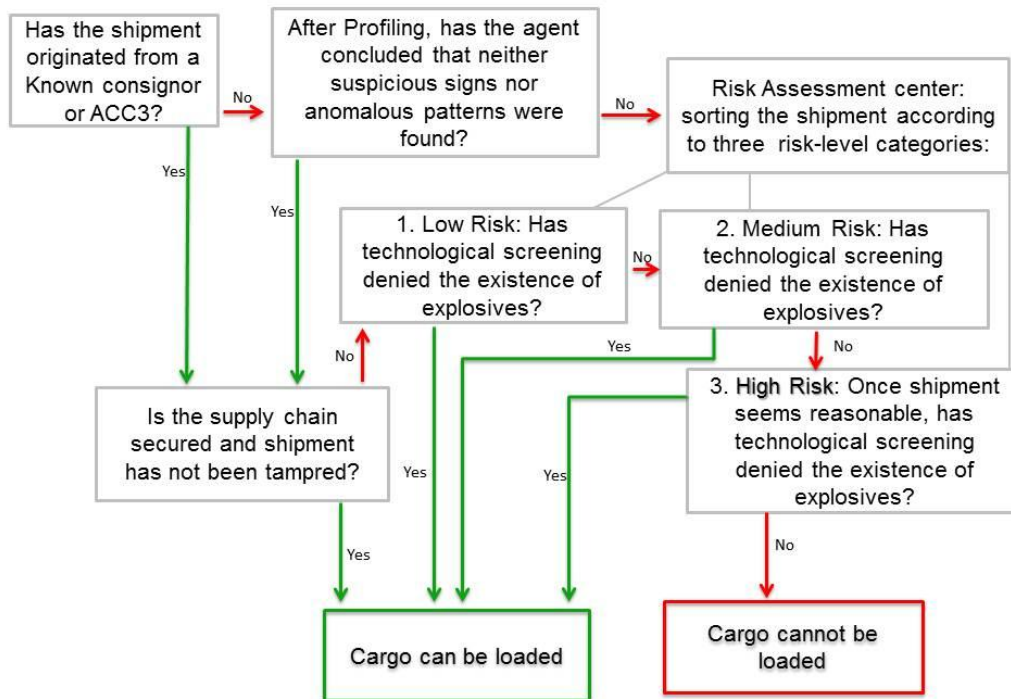 Has the shipment
originated from a
Known consignor
or ACC3?
No
Yes
After Profiling, has the agent
concluded that neither
suspicious signs nor
anomalous patterns were
found?
No
Yes
Risk Assessment center:
sorting the shipment according
to three risk-level categories:
1. Low Risk: Has
technological screening
denied the existence of
explosives?
No
Yes
2. Medium Risk: Has
technological screening
denied the existence of
explosives?
Yes
No
Is the supply chain
secured and shipment
has not been tampred?
No
Yes
3. High Risk: Once shipment
seems reasonable, has
technological screening
denied the existence of
explosives?
Yes
No
Cargo can be loaded
Cargo cannot be
loaded